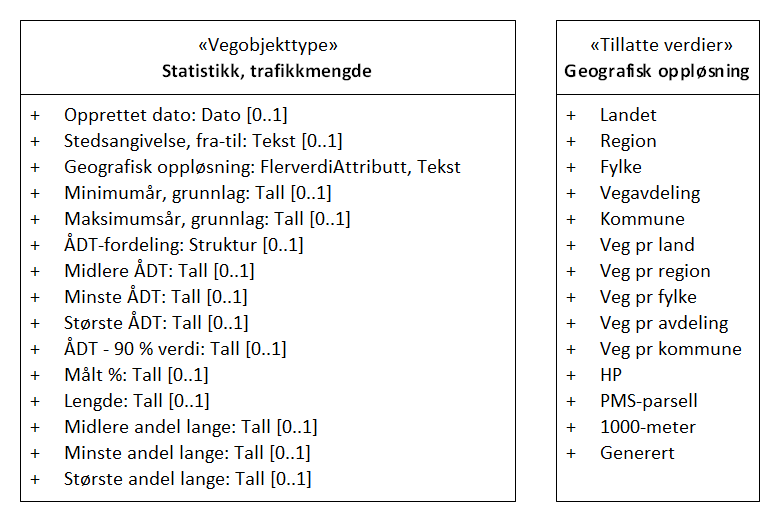 «Vegobjekttype»
Statistikk, trafikkmengde
+ Opprettet dato: Dato [0..1]
+ Stedsangivelse, fra-til: Tekst [0..1]
+ Geografisk oppløsning: FlerverdiAttributt, Tekst
+ Minimumår, grunnlag: Tall [0..1]
+ Maksimumsår, grunnlag: Tall [0..1]
+ ÅDT-fordeling: Struktur [0..1]
+ Midlere ÅDT: Tall [0..1]
+ Minste ÅDT: Tall [0..1]
+ Største ÅDT: Tall [0..1]
+ ÅDT - 90 % verdi: Tall [0..1]
+ Målt %: Tall [0..1]
+ Lengde: Tall [0..1]
+ Midlere andel lange: Tall [0..1]
+ Minste andel lange: Tall [0..1]
+ Største andel lange: Tall [0..1]
«Tillatte verdier»
Geografisk oppløsning
+ Landet
+ Region
+ Fylke
+ Vegavdeling
+ Kommune
+ Veg pr land
+ Veg pr region
+ Veg pr fylke
+ Veg pr avdeling
+ Veg pr kommune
+ HP
+ PMS-parsell
+ 1000-meter
+ Generert